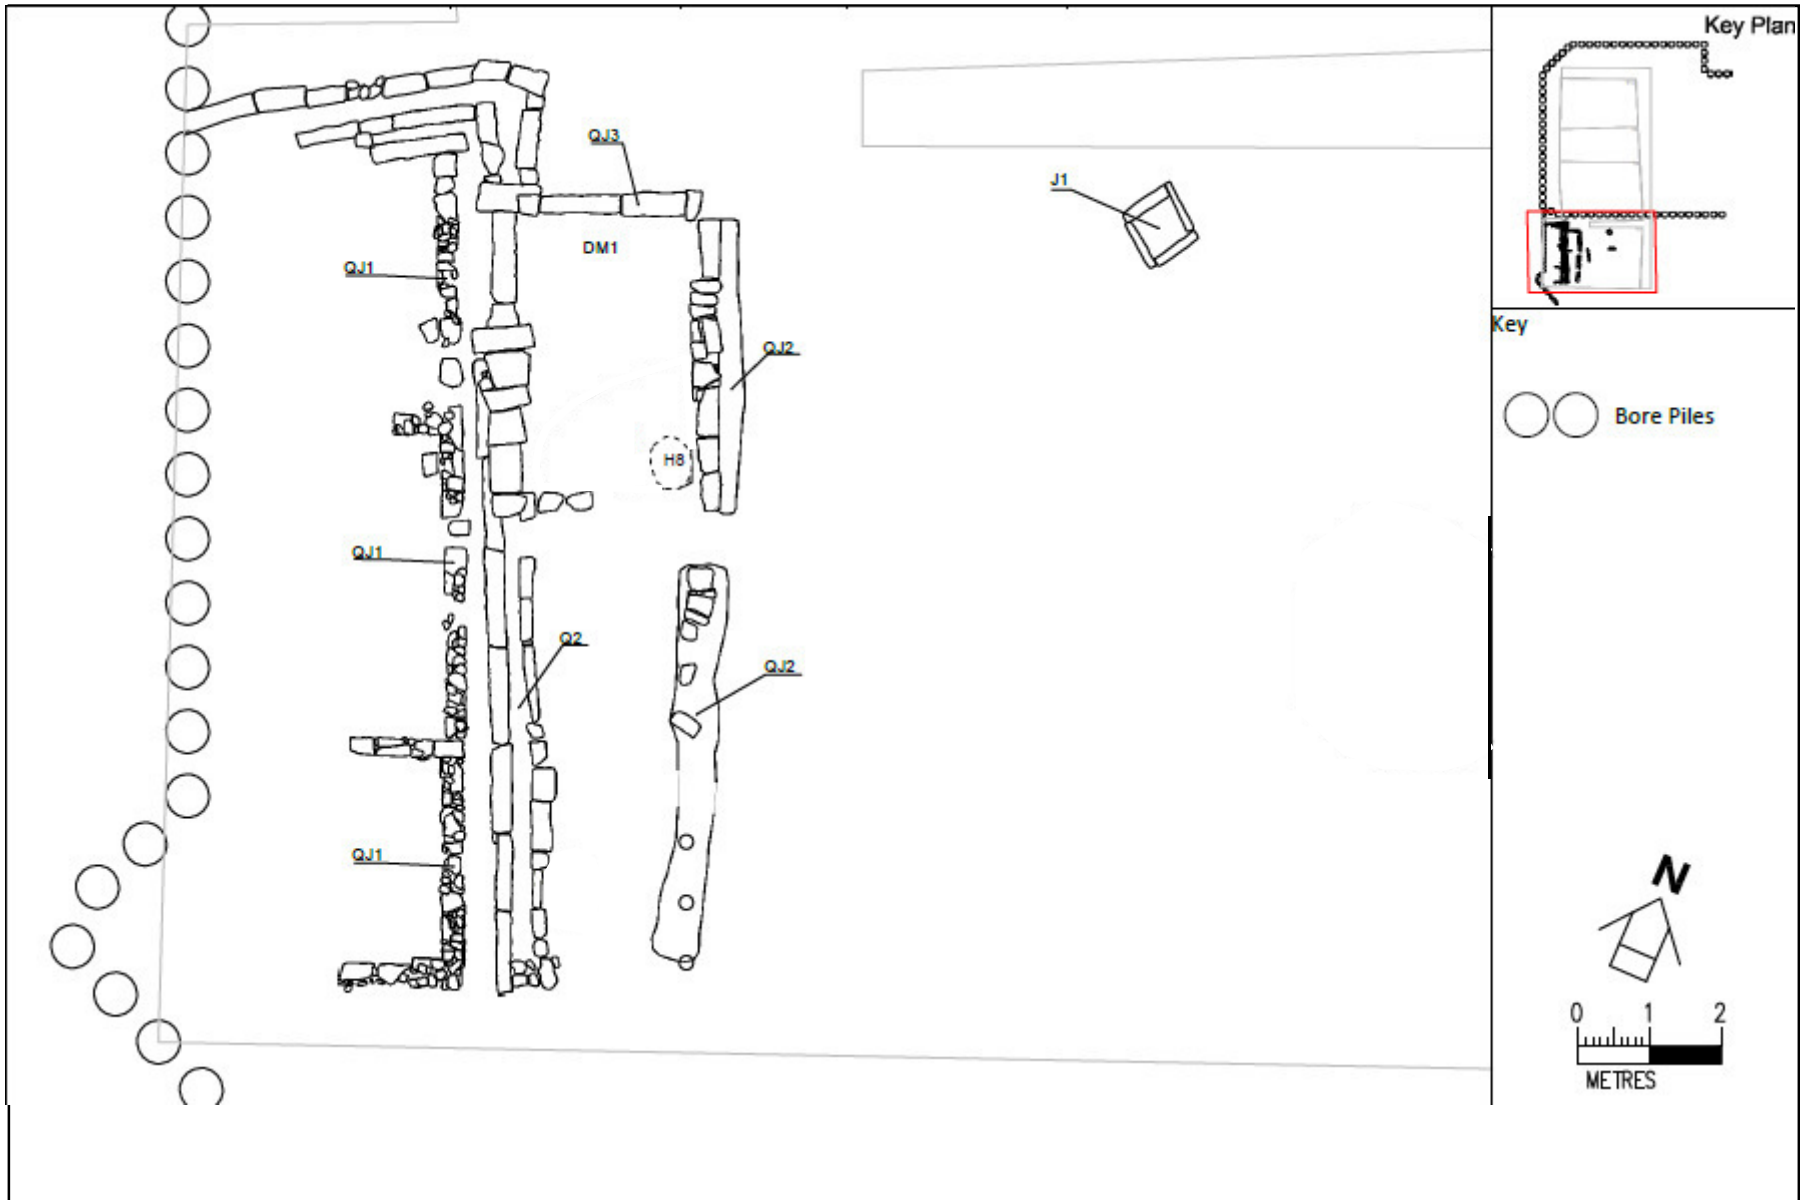 Key Plan
QJ3
J1
DM1
QJ1
QJ2
Key
Bore Piles
H8
QJ1
Q2
QJ2
QJ1
N
0 1 2
METRES